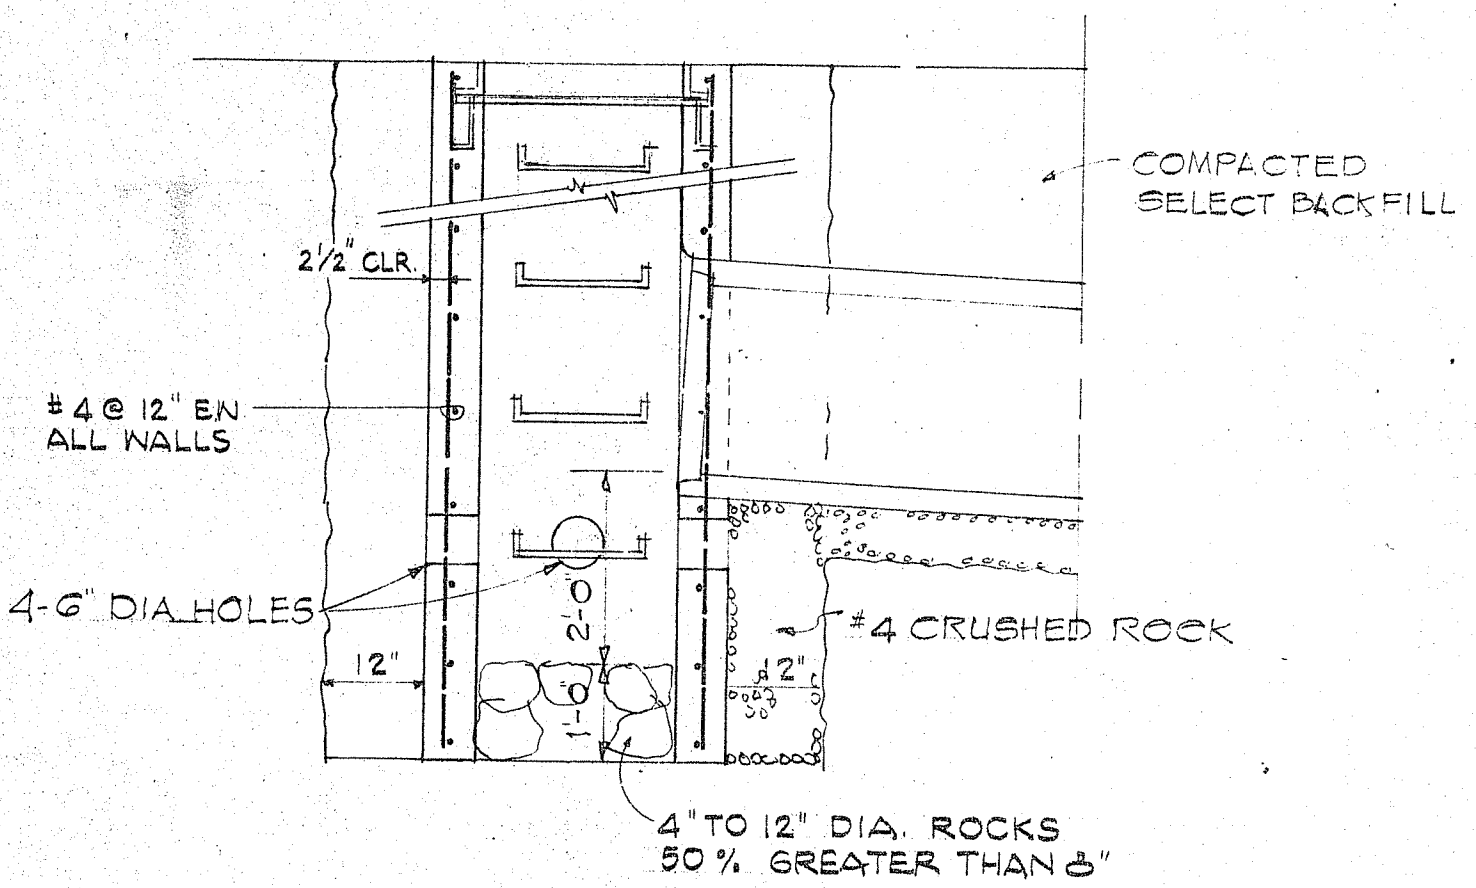 COMPACTED
SELECT BACKFILL
2 1/2" CLR.
#4 @ 12" E.W
ALL WALLS
4-6" DIA. HOLES
2'-0"
#4 CRUSHED ROCK
12"
12"
1'-0"
4" TO 12" DIA. ROCKS
50 % GREATER THAN 8"